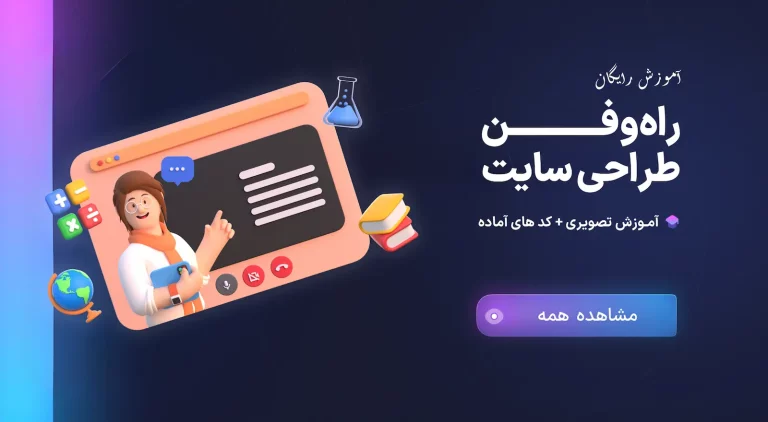 آموزش رایگان
راه‌وفن
طراحی سایت
آموزش تصویری + کد های آماده
مشاهده همه